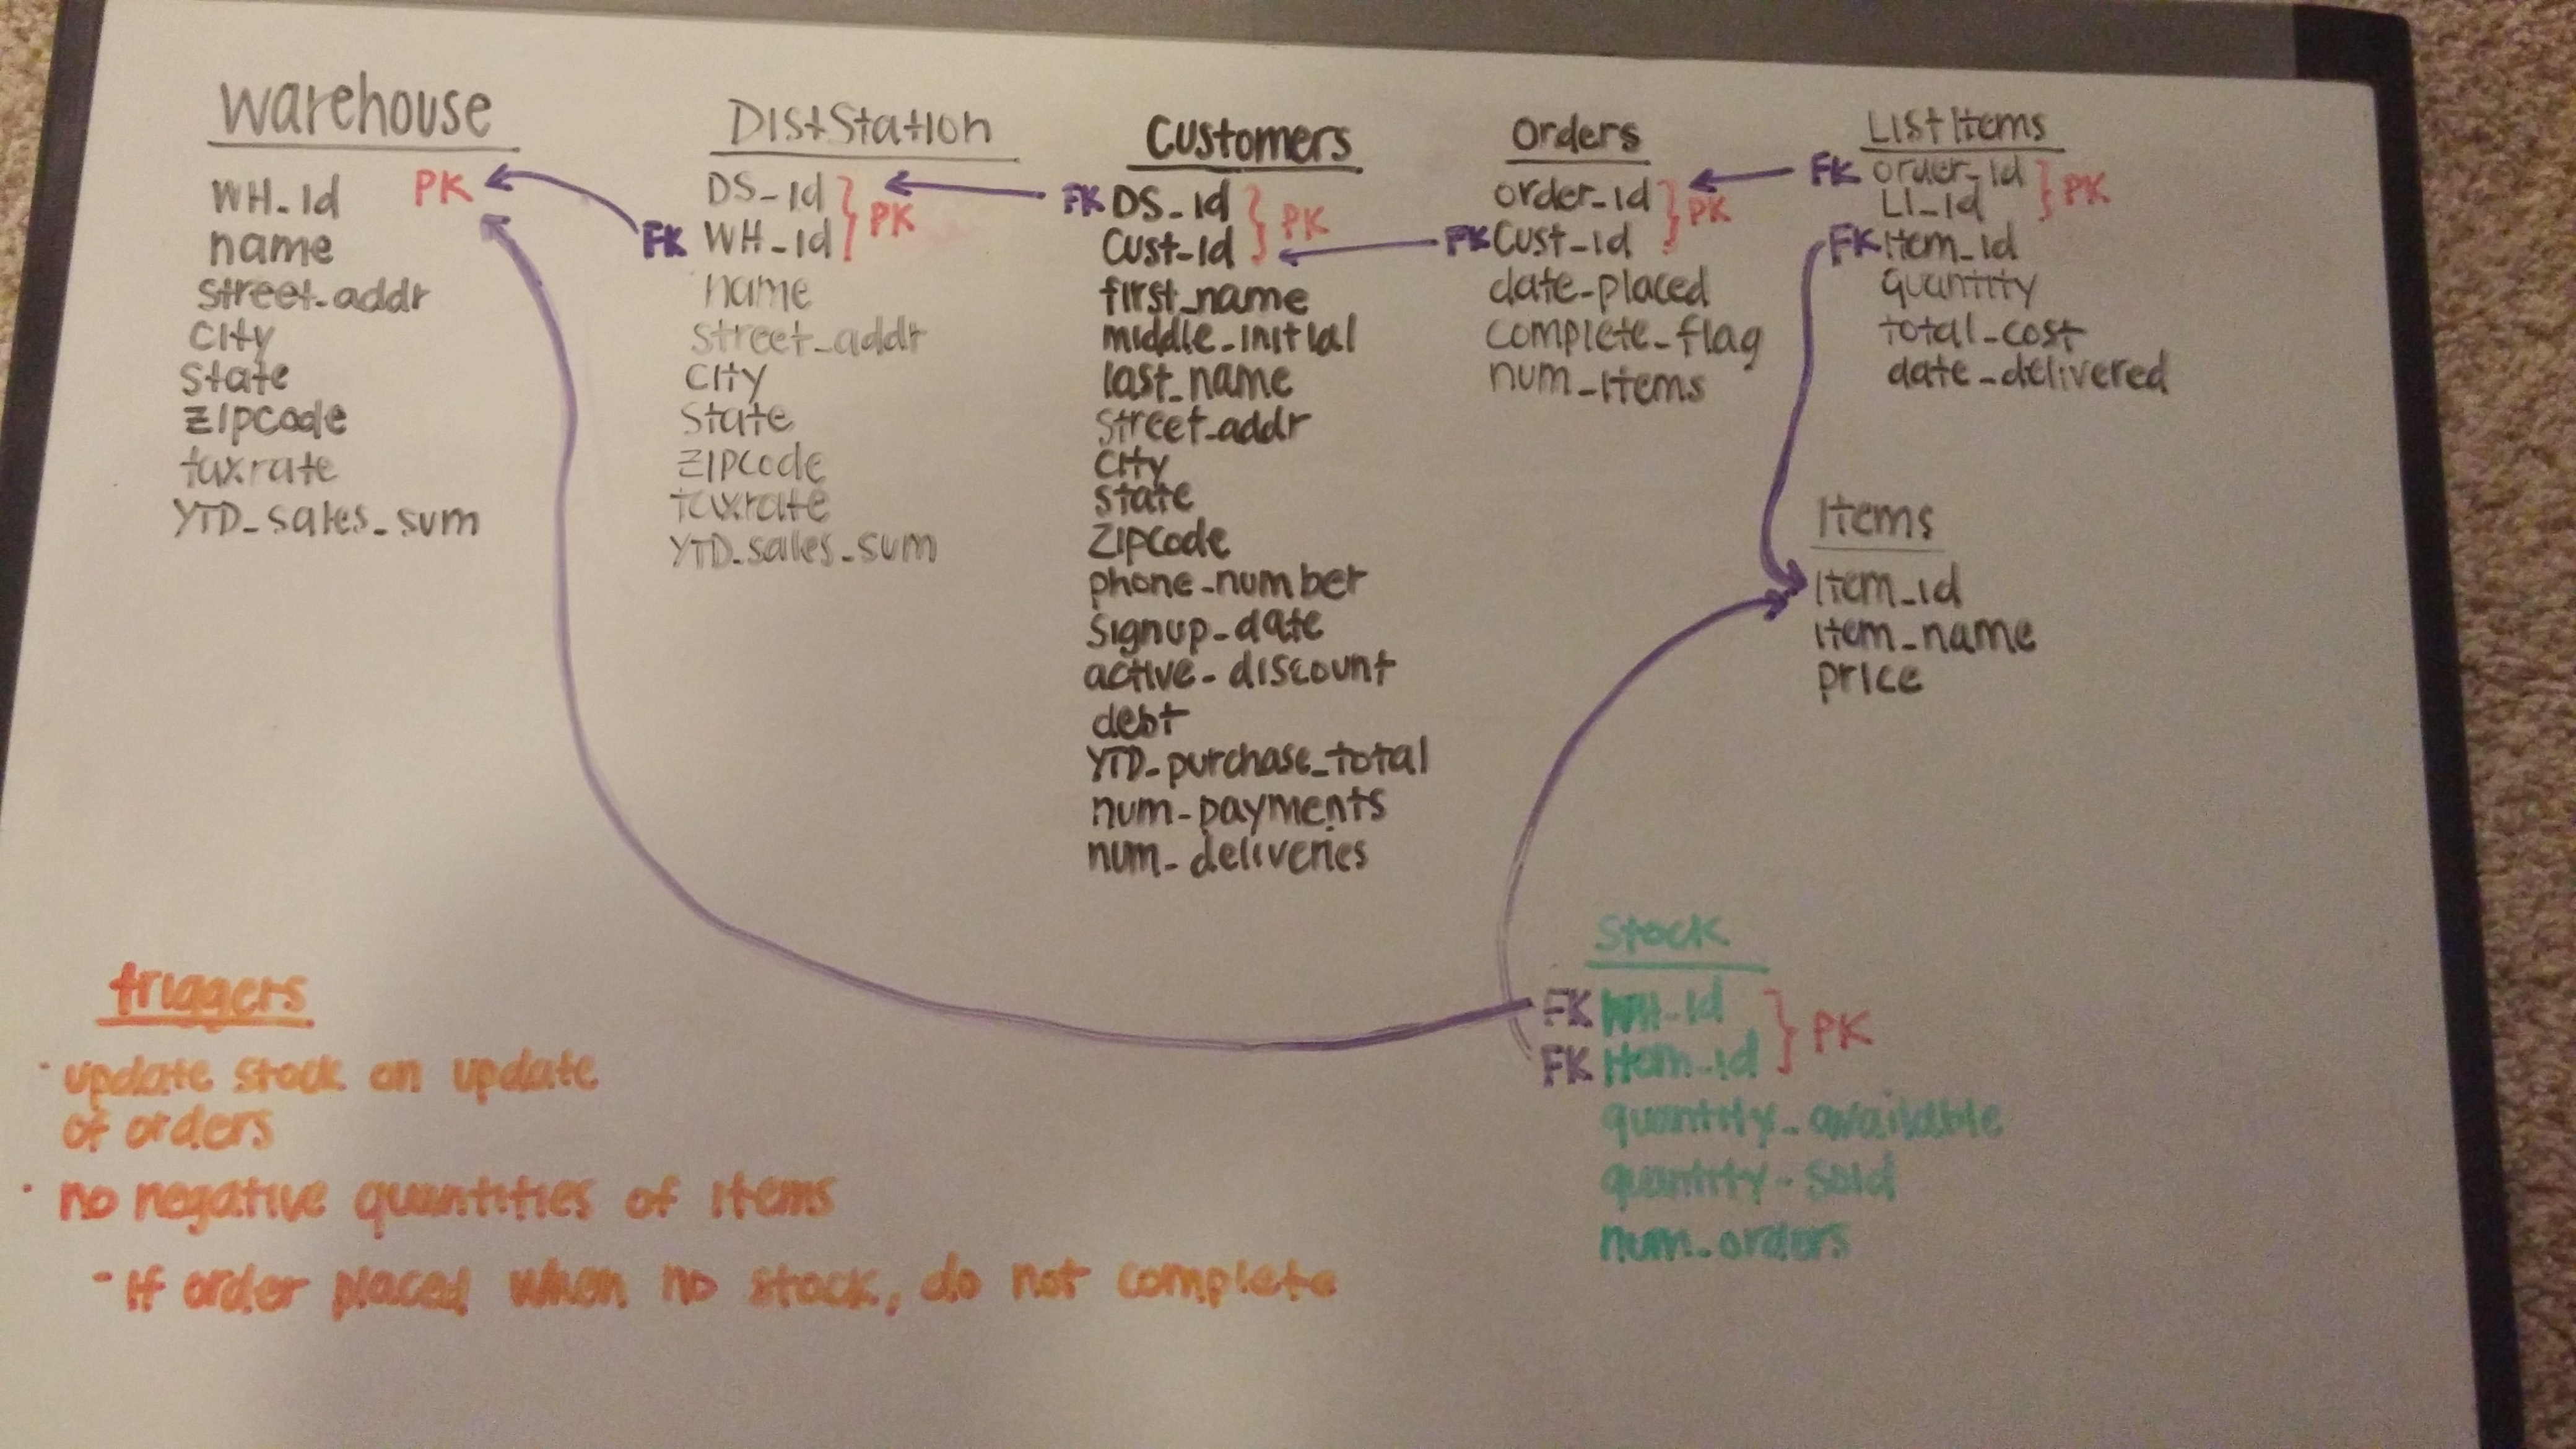 Warehouse
WH_id PK
name
street_addr
city
state
zipcode
taxrate
YTD_sales_sum
DistStation
DS_id
FK WH_id
PK
name
street_addr
city
state
zipcode
taxrate
YTD_sales_sum
Customers
FK DS_id
Cust_id
PK
first_name
middle_initial
last_name
street_addr
city
state
zipcode
phone_number
signup_date
active_discount
debt
YTD_purchase_total
num_payments
num_deliveries
Orders
order_id
FK Cust_id
PK
date_placed
complete_flag
num_items
ListItems
FK order_id
LI_id
PK
FK item_id
quantity
total_cost
date_delivered
Items
item_id
item_name
price
Stock
FK WH_id
FK item_id
PK
quantity_available
quantity_sold
num_orders
triggers
· update stock on update
of orders
· no negative quantities of items
- if order placed when no stock, do not complete